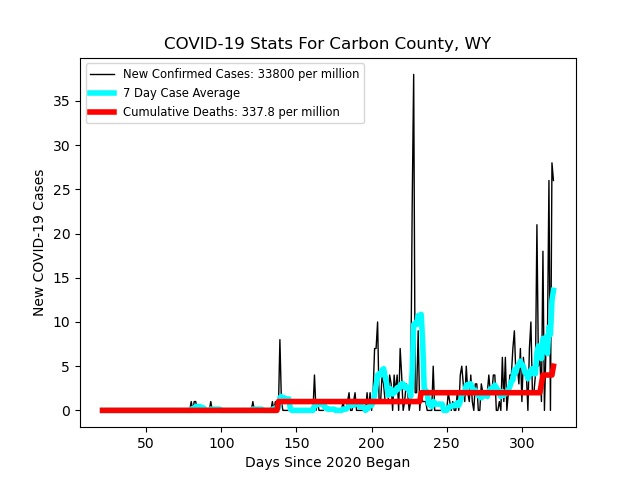 COVID-19 Stats For Carbon County, WY
New Confirmed Cases: 33800 per million
7 Day Case Average
Cumulative Deaths: 337.8 per million
New COVID-19 Cases
35
30
25
20
15
10
5
0
50 100 150 200 250 300
Days Since 2020 Began